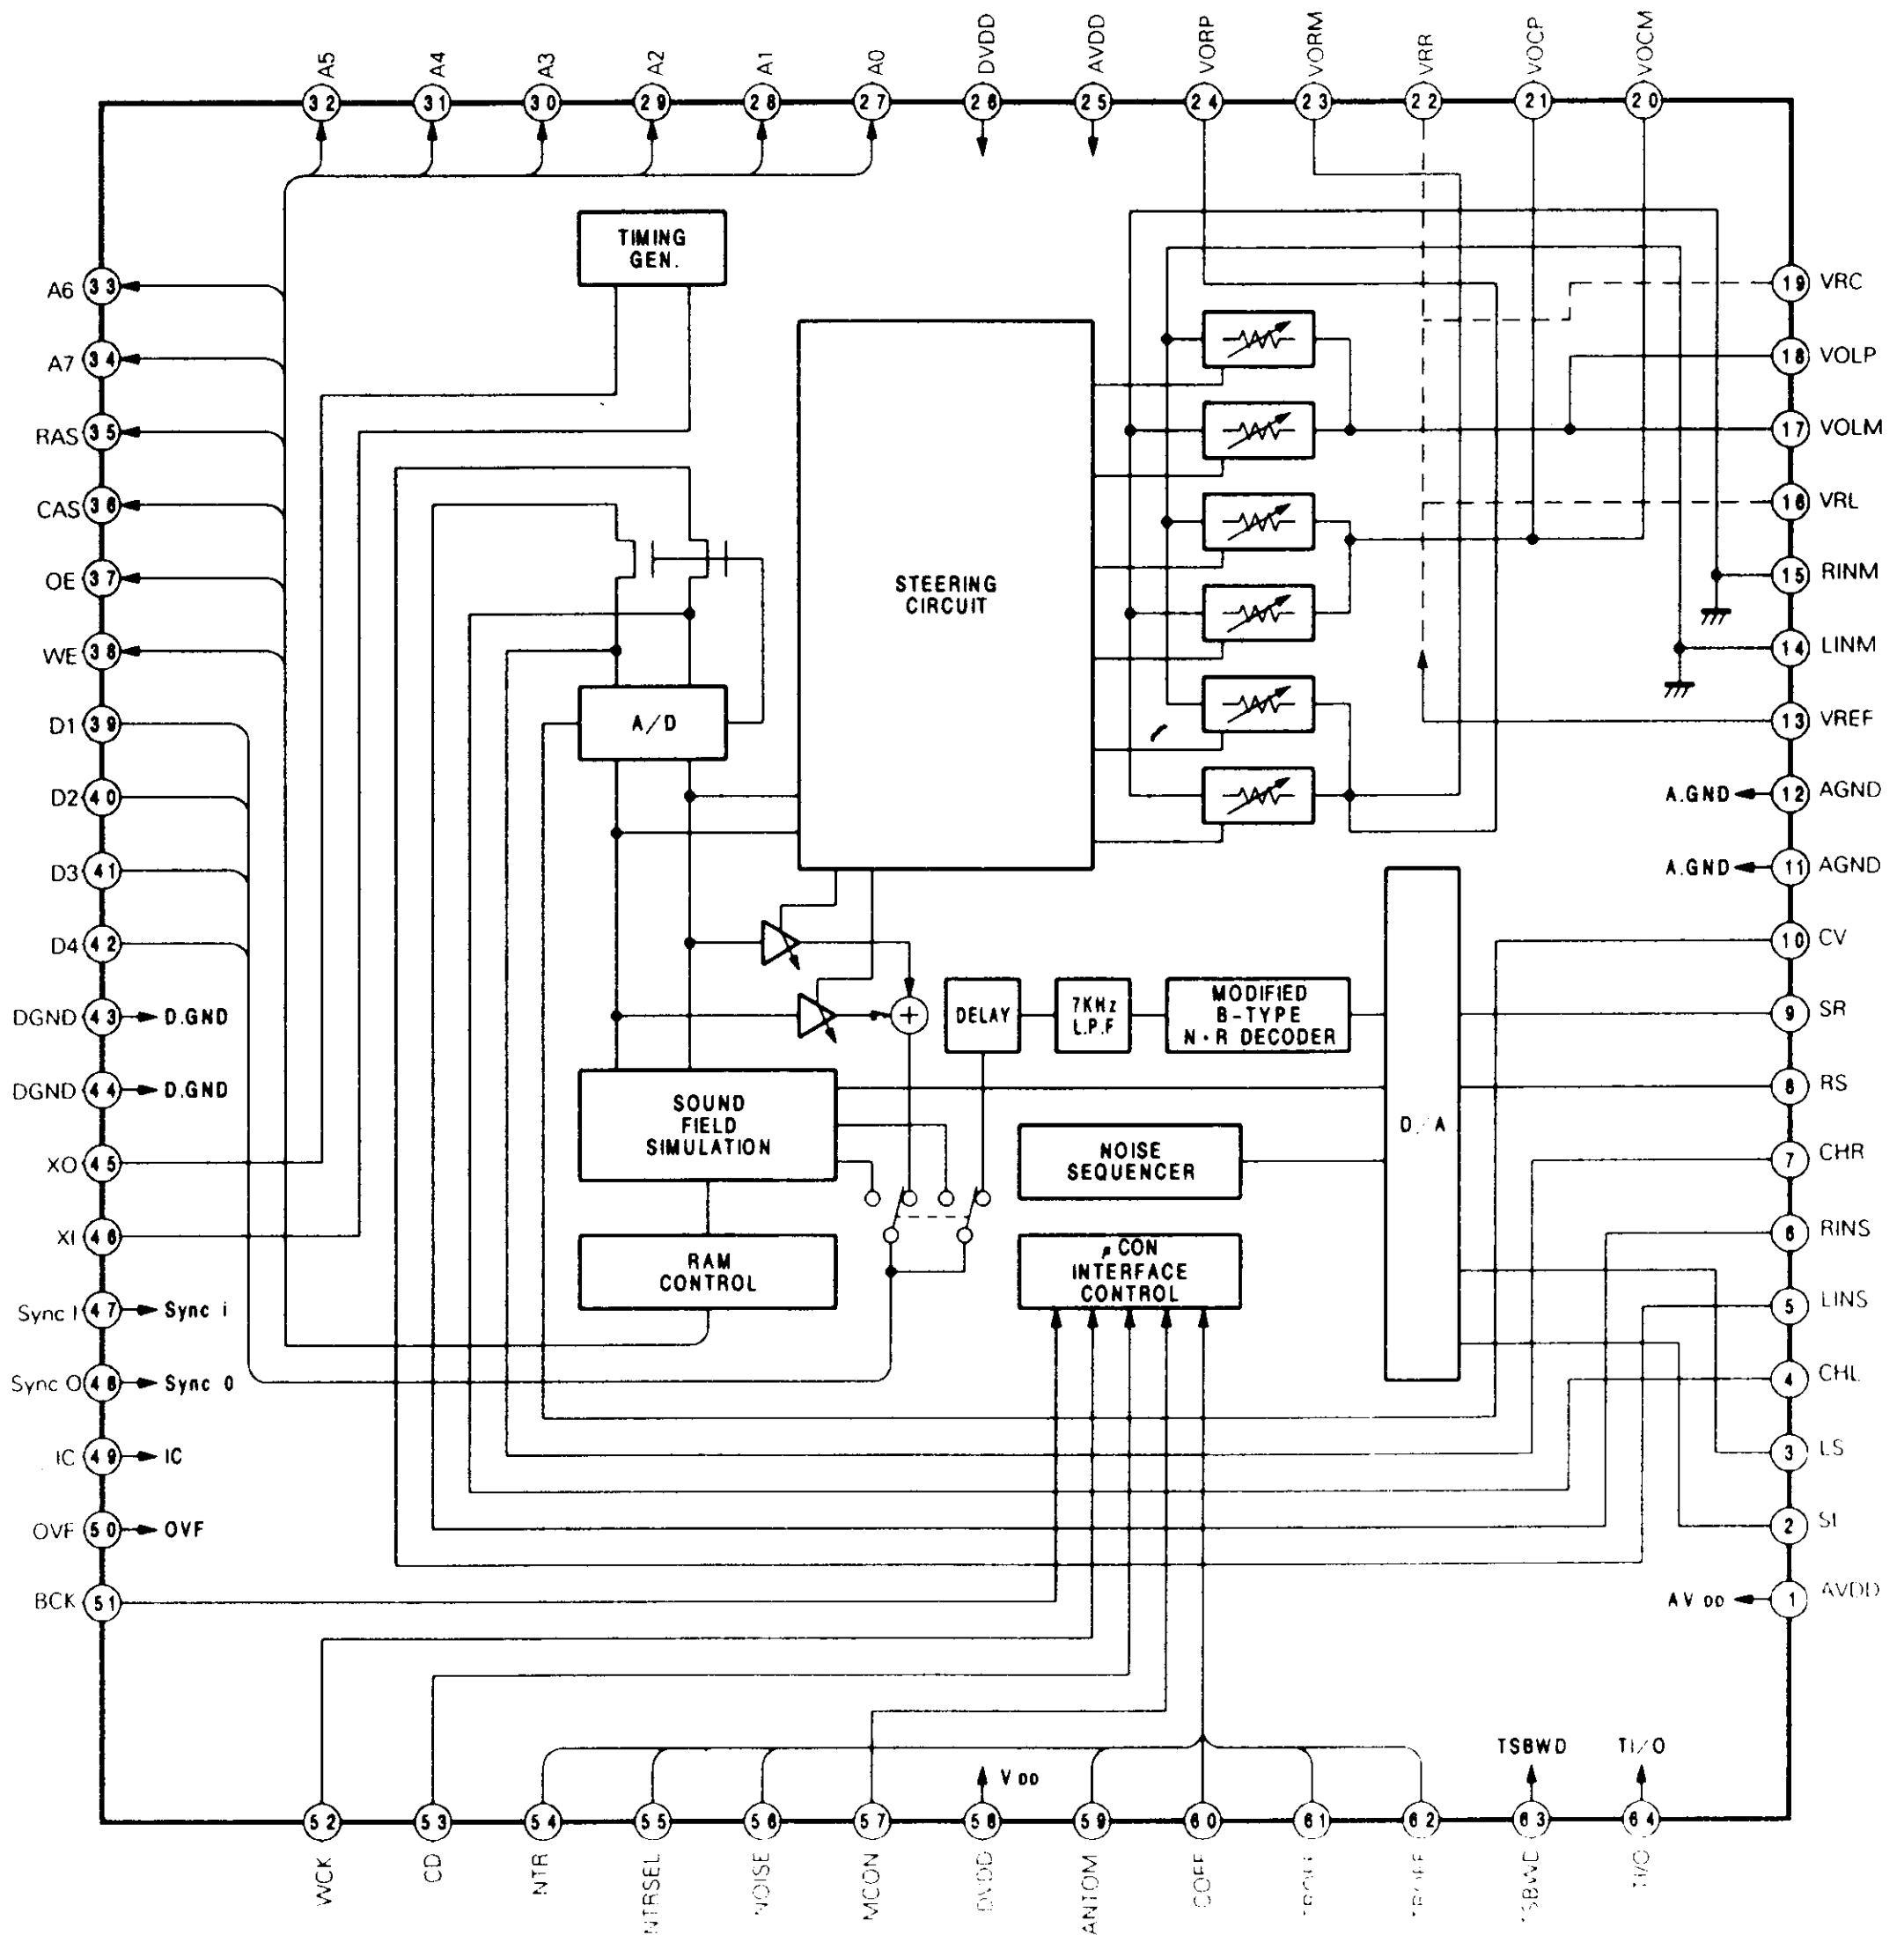 A5
A4
A3
A2
A1
A0
DVDD
AVDD
VORP
VORM
VRR
VOCP
VOCM
32
31
30
29
28
27
26
25
24
23
22
21
20
TIMING
GEN.
A6 33
A7 34
RAS 35
CAS 36
OE 37
WE 38
D1 39
D2 40
D3 41
D4 42
DGND 43 D.GND
DGND 44 D.GND
XO 45
XI 46
Sync I 47 Sync i
Sync O 48 Sync 0
IC 49 IC
OVF 50 OVF
BCK 51
STEERING
CIRCUIT
A/D
19 VRC
18 VOLP
17 VOLM
16 VRL
15 RINM
14 LINM
13 VREF
A.GND 12 AGND
A.GND 11 AGND
10 CV
9 SR
8 RS
7 CHR
6 RINS
5 LINS
4 CHL
3 LS
2 SL
AV DD 1 AVDD
+
DELAY
7KHz
L.P.F
MODIFIED
B-TYPE
N·R DECODER
D/A
SOUND
FIELD
SIMULATION
NOISE
SEQUENCER
RAM
CONTROL
μCON
INTERFACE
CONTROL
VDD
TSBWD
TI/O
52
53
54
55
56
57
58
59
60
61
62
63
64
WCK
CD
NTR
NTRSEL
NOISE
MCON
DVDD
ANTOM
COFF
TSBWD
TI/O